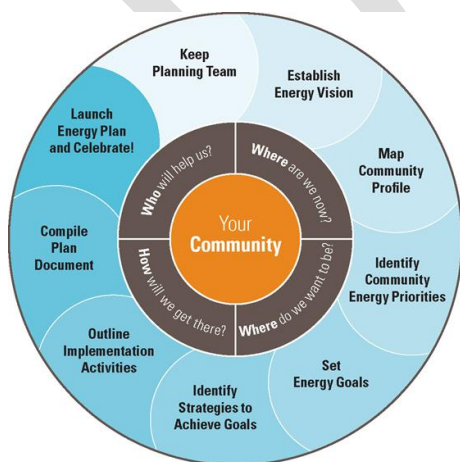 Keep
Planning Team
Establish
Energy Vision
Map
Community
Profile
Identify
Community
Energy Priorities
Set
Energy Goals
Identify
Strategies to
Achieve Goals
Outline
Implementation
Activities
Compile
Plan
Document
Launch
Energy Plan
and Celebrate!
Who will help us?
Where are we now?
Where do we want to be?
How will we get there?
Your
Community